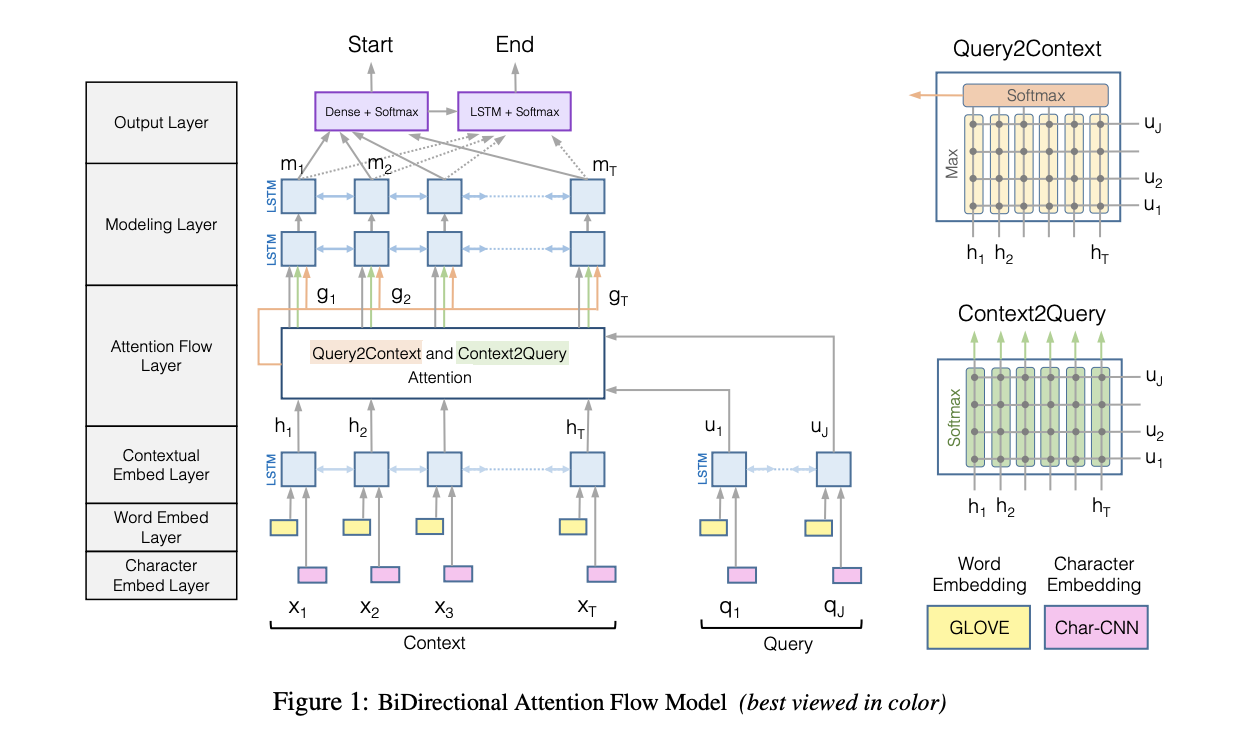 Start End
Query2Context
Output Layer
Dense + Softmax
LSTM + Softmax
Softmax
Max
u_J
u_2
u_1
h_1 h_2 h_T
m_1 m_2 m_T
Modeling Layer
LSTM
LSTM
g_1 g_2 g_T
Attention Flow
Layer
Query2Context and Context2Query
Attention
Context2Query
Softmax
u_J
u_2
u_1
h_1 h_2 h_T
h_1 h_2 h_T
u_1 u_J
Contextual
Embed Layer
LSTM
LSTM
Word Embed
Layer
Character
Embed Layer
x_1 x_2 x_3 x_T
q_1 q_J
Context
Query
Word
Embedding
Character
Embedding
GLOVE
Char-CNN
Figure 1: BiDirectional Attention Flow Model (best viewed in color)